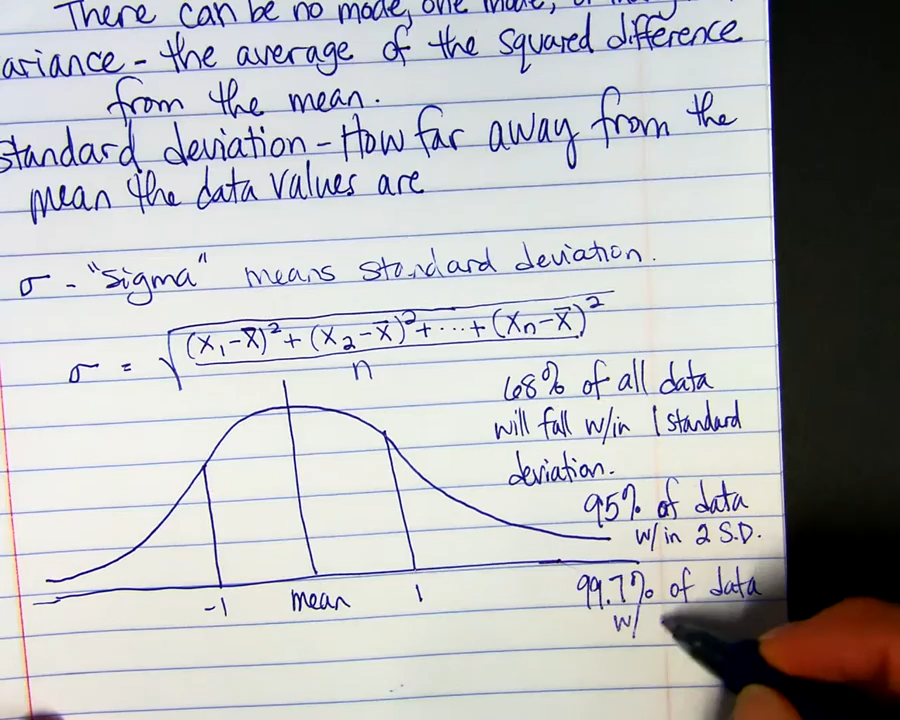 There can be no mode, one mode, or
ariance - the average of the squared difference
from the mean.
standard deviation - How far away from the
mean the data values are
σ - "sigma" means standard deviation.
σ = √((x₁-x̄)²+(x₂-x̄)²+...+(xn-x̄)²
n
68% of all data
will fall w/in 1 standard
deviation.
95% of data
w/in 2 S.D.
99.7% of data
w/
-1 mean 1